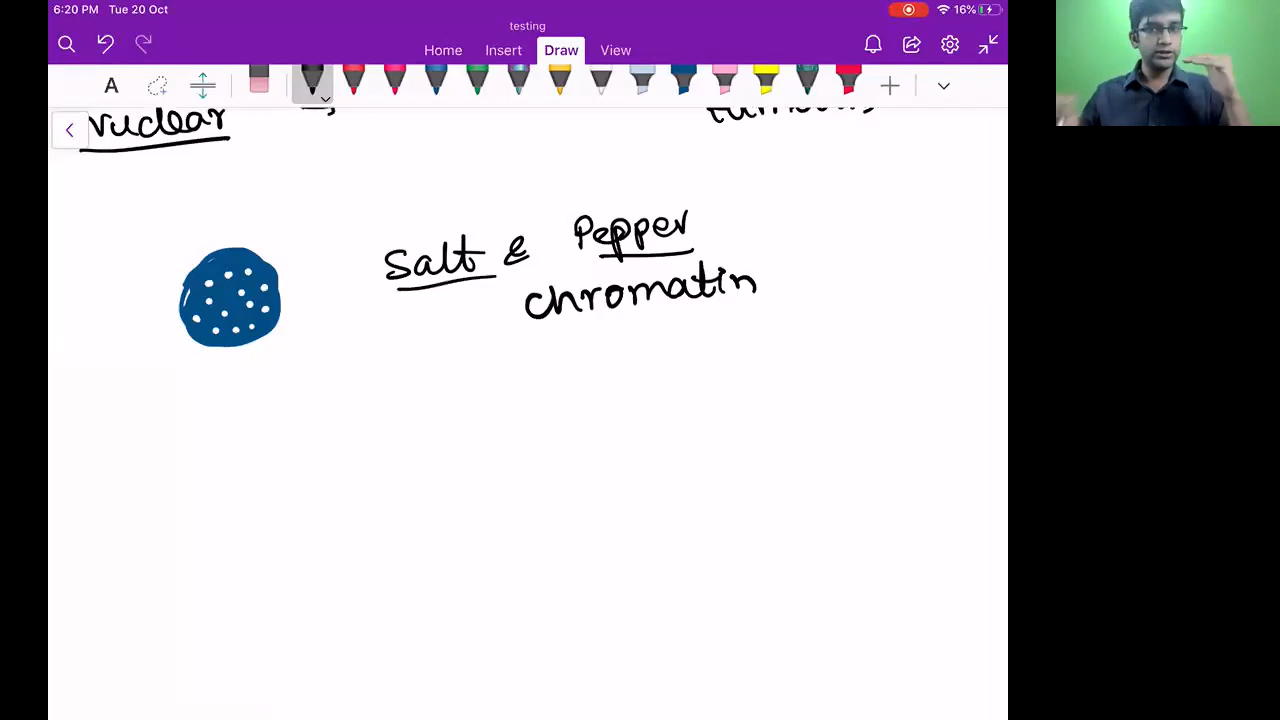 6:20 PM Tue 20 Oct
16%
testing
Home Insert Draw View
A
Nuclear
Salt & Pepper
chromatin